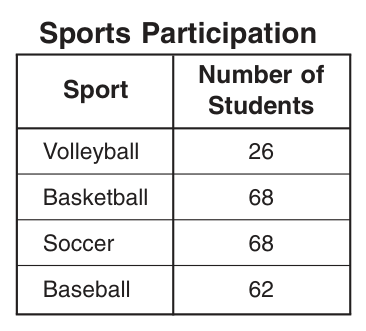 Sports Participation
Sport
Number of
Students
Volleyball 26
Basketball 68
Soccer 68
Baseball 62